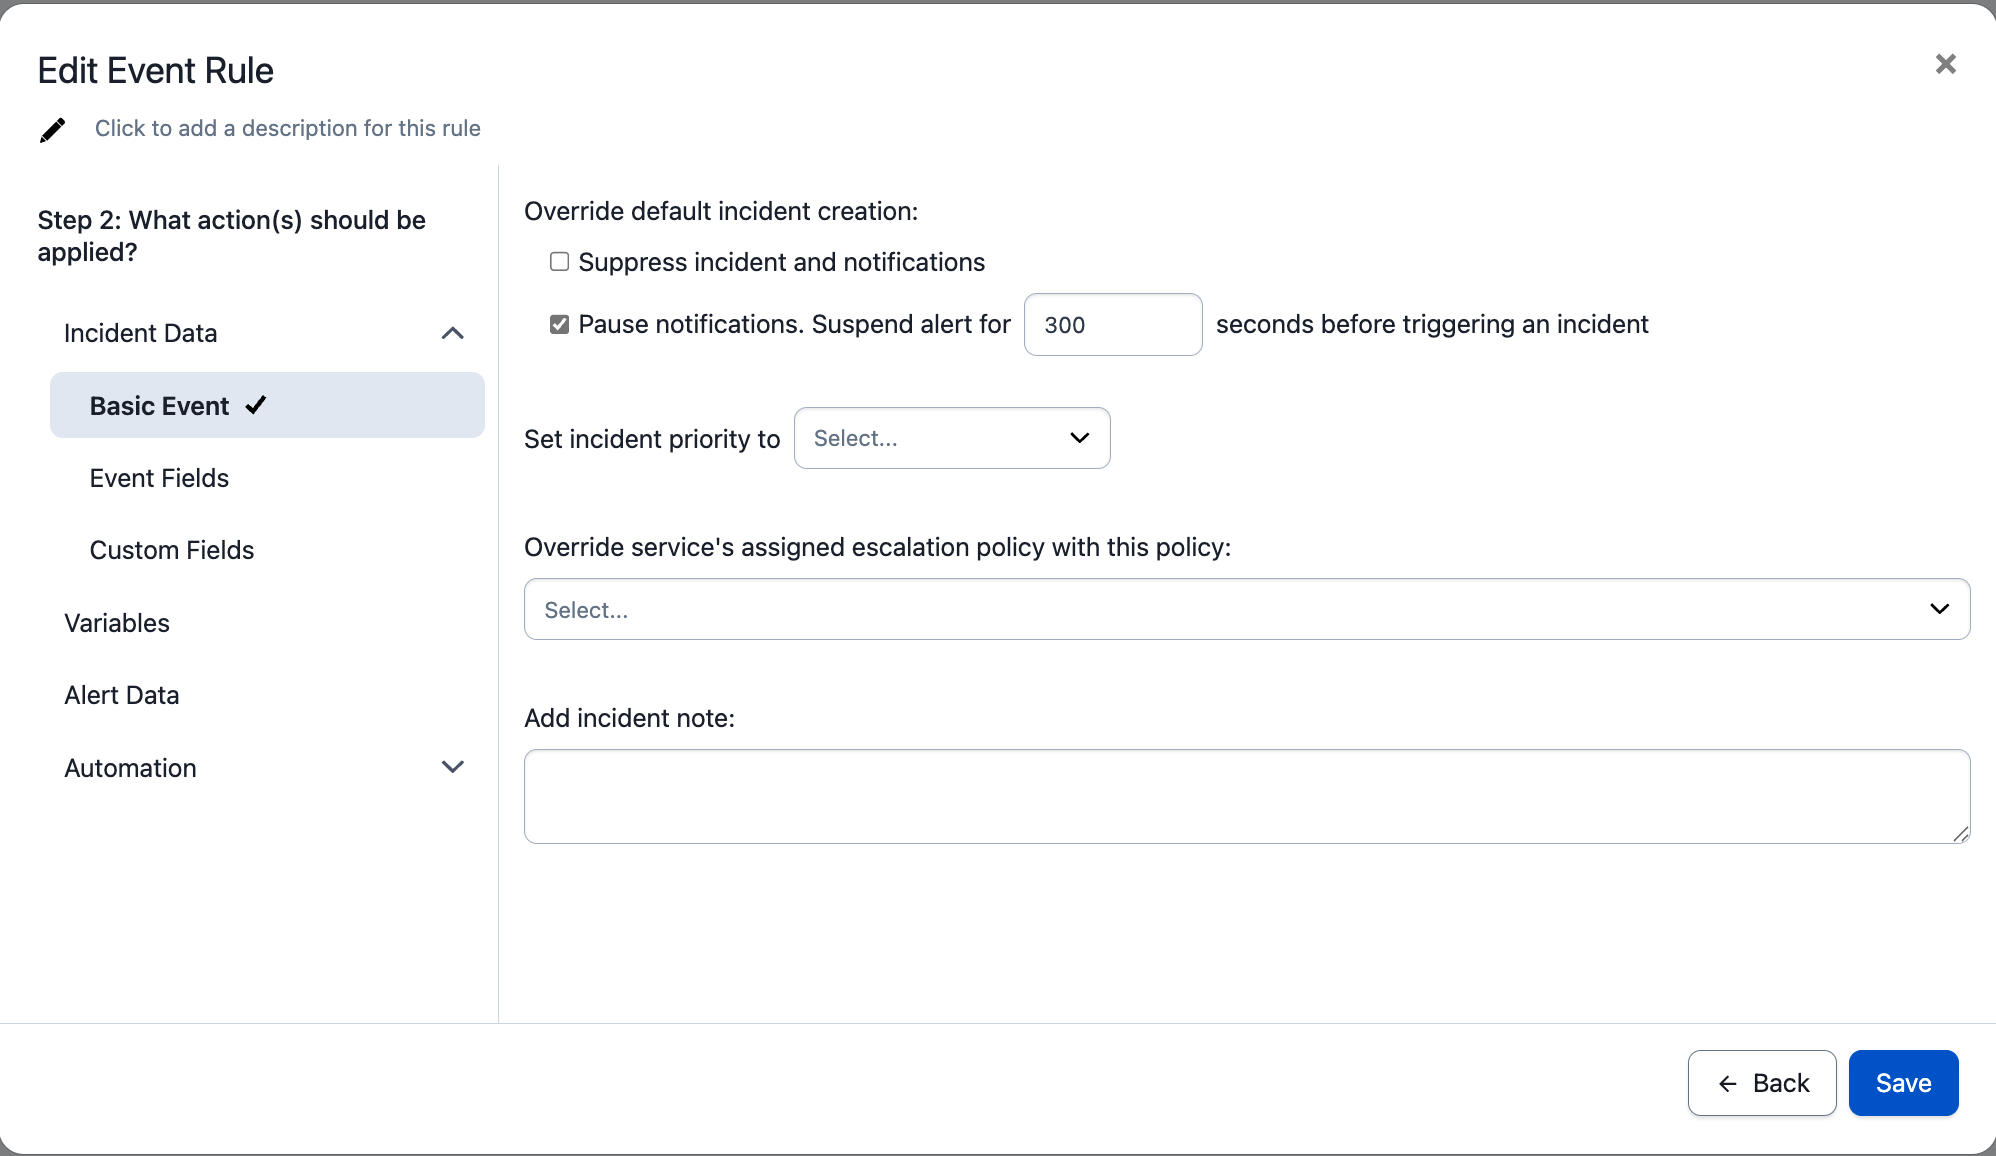 Edit Event Rule
Click to add a description for this rule
Step 2: What action(s) should be
applied?
Incident Data
Basic Event
Event Fields
Custom Fields
Variables
Alert Data
Automation
Override default incident creation:
Suppress incident and notifications
Pause notifications. Suspend alert for 300 seconds before triggering an incident
Set incident priority to Select...
Override service's assigned escalation policy with this policy:
Select...
Add incident note:
Back
Save